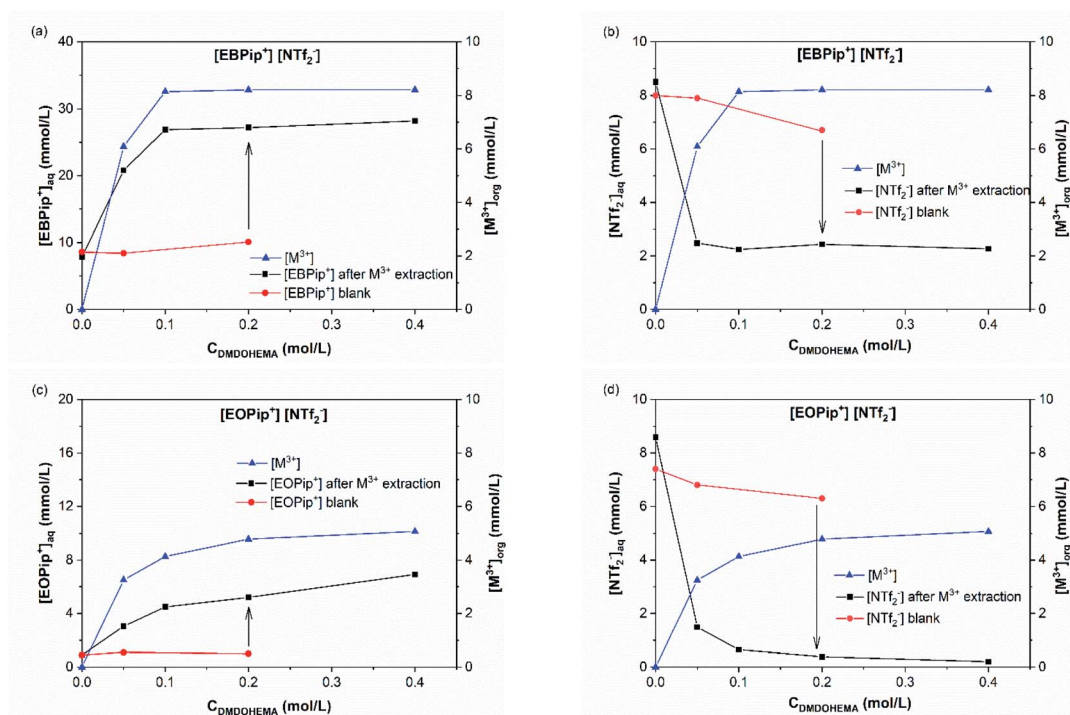 (a)
[EBPip⁺] [NTf₂⁻]
40
30
20
10
0
[EBPip⁺]aq (mmol/L)
10
8
6
4
2
0
[M³⁺]org (mmol/L)
[M³⁺]
[EBPip⁺] after M³⁺ extraction
[EBPip⁺] blank
0.0 0.1 0.2 0.3 0.4
C_DMDOHEMA (mol/L)
(b)
[EBPip⁺] [NTf₂⁻]
10
8
6
4
2
0
[NTf₂⁻]aq (mmol/L)
10
8
6
4
2
0
[M³⁺]org (mmol/L)
[M³⁺]
[NTf₂⁻] after M³⁺ extraction
[NTf₂⁻] blank
0.0 0.1 0.2 0.3 0.4
C_DMDOHEMA (mol/L)
(c)
[EOPip⁺] [NTf₂⁻]
20
16
12
8
4
0
[EOPip⁺]aq (mmol/L)
10
8
6
4
2
0
[M³⁺]org (mmol/L)
[M³⁺]
[EOPip⁺] after M³⁺ extraction
[EOPip⁺] blank
0.0 0.1 0.2 0.3 0.4
C_DMDOHEMA (mol/L)
(d)
[EOPip⁺] [NTf₂⁻]
10
8
6
4
2
0
[NTf₂⁻]aq (mmol/L)
10
8
6
4
2
0
[M³⁺]org (mmol/L)
[M³⁺]
[NTf₂⁻] after M³⁺ extraction
[NTf₂⁻] blank
0.0 0.1 0.2 0.3 0.4
C_DMDOHEMA (mol/L)